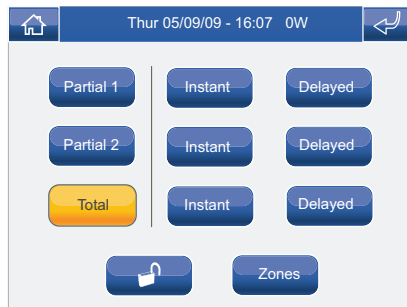 Thur 05/09/09 - 16:07 0W
Partial 1 Instant Delayed
Partial 2 Instant Delayed
Total Instant Delayed
Zones